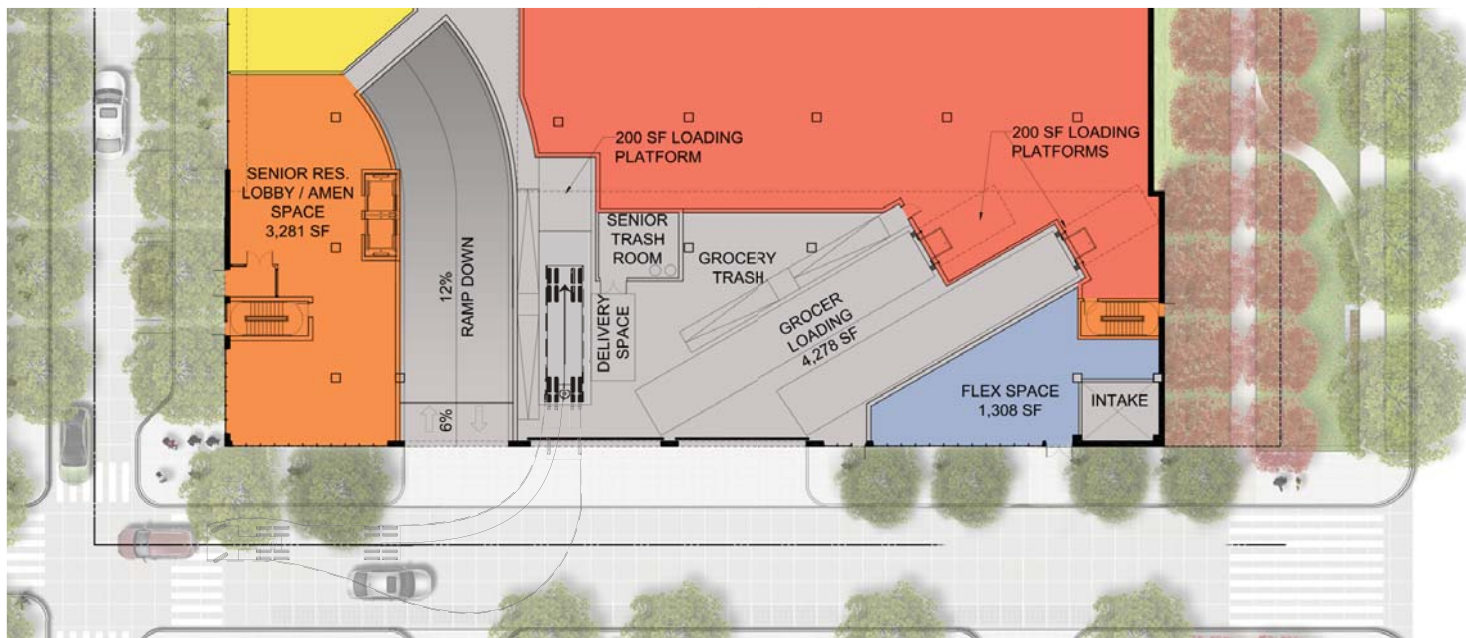 200 SF LOADING
PLATFORM
200 SF LOADING
PLATFORMS
SENIOR RES.
LOBBY / AMEN
SPACE
3,281 SF
12%
RAMP DOWN
6%
SENIOR
TRASH
ROOM
GROCERY
TRASH
DELIVERY
SPACE
GROCER
LOADING
4,278 SF
FLEX SPACE
1,308 SF
INTAKE